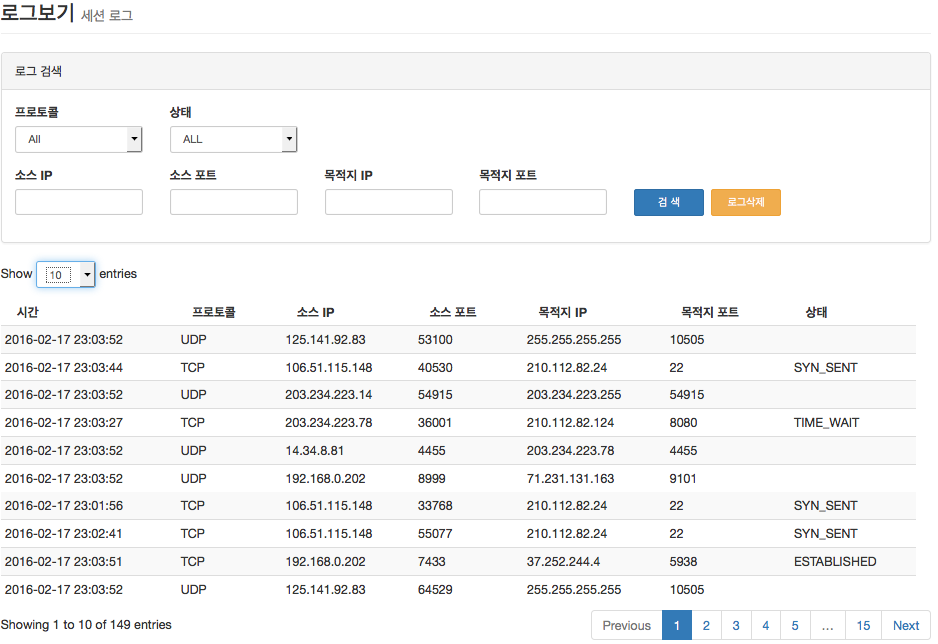 로그보기 세션 로그
로그 검색
프로토콜 상태
All ALL
소스 IP 소스 포트 목적지 IP 목적지 포트
검 색 로그삭제
Show 10 entries
시간 프로토콜 소스 IP 소스 포트 목적지 IP 목적지 포트 상태
2016-02-17 23:03:52 UDP 125.141.92.83 53100 255.255.255.255 10505
2016-02-17 23:03:44 TCP 106.51.115.148 40530 210.112.82.24 22 SYN_SENT
2016-02-17 23:03:52 UDP 203.234.223.14 54915 203.234.223.255 54915
2016-02-17 23:03:27 TCP 203.234.223.78 36001 210.112.82.124 8080 TIME_WAIT
2016-02-17 23:03:52 UDP 14.34.8.81 4455 203.234.223.78 4455
2016-02-17 23:03:52 UDP 192.168.0.202 8999 71.231.131.163 9101
2016-02-17 23:01:56 TCP 106.51.115.148 33768 210.112.82.24 22 SYN_SENT
2016-02-17 23:02:41 TCP 106.51.115.148 55077 210.112.82.24 22 SYN_SENT
2016-02-17 23:03:51 TCP 192.168.0.202 7433 37.252.244.4 5938 ESTABLISHED
2016-02-17 23:03:52 UDP 125.141.92.83 64529 255.255.255.255 10505
Showing 1 to 10 of 149 entries Previous 1 2 3 4 5 ... 15 Next